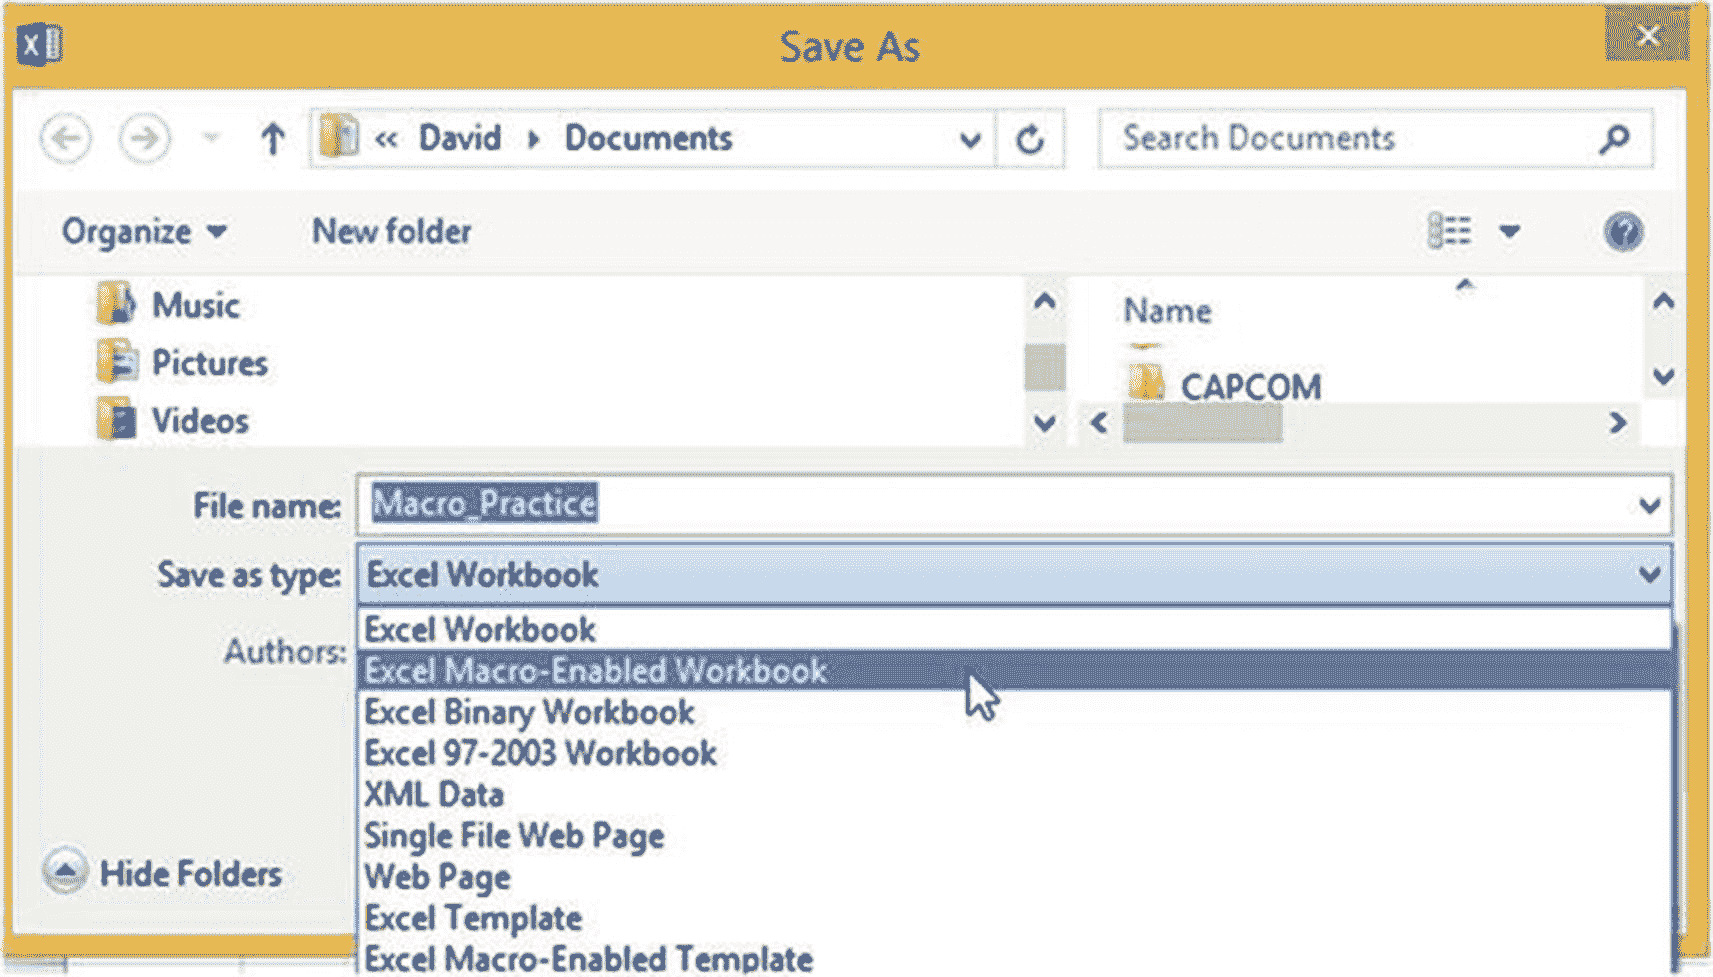 Save As
« David Documents
Search Documents
Organize
New folder
Music
Pictures
Videos
Name
CAPCOM
File name: Macro_Practice
Save as type: Excel Workbook
Authors:
Excel Workbook
Excel Macro-Enabled Workbook
Excel Binary Workbook
Excel 97-2003 Workbook
XML Data
Single File Web Page
Web Page
Excel Template
Excel Macro-Enabled Template
Hide Folders